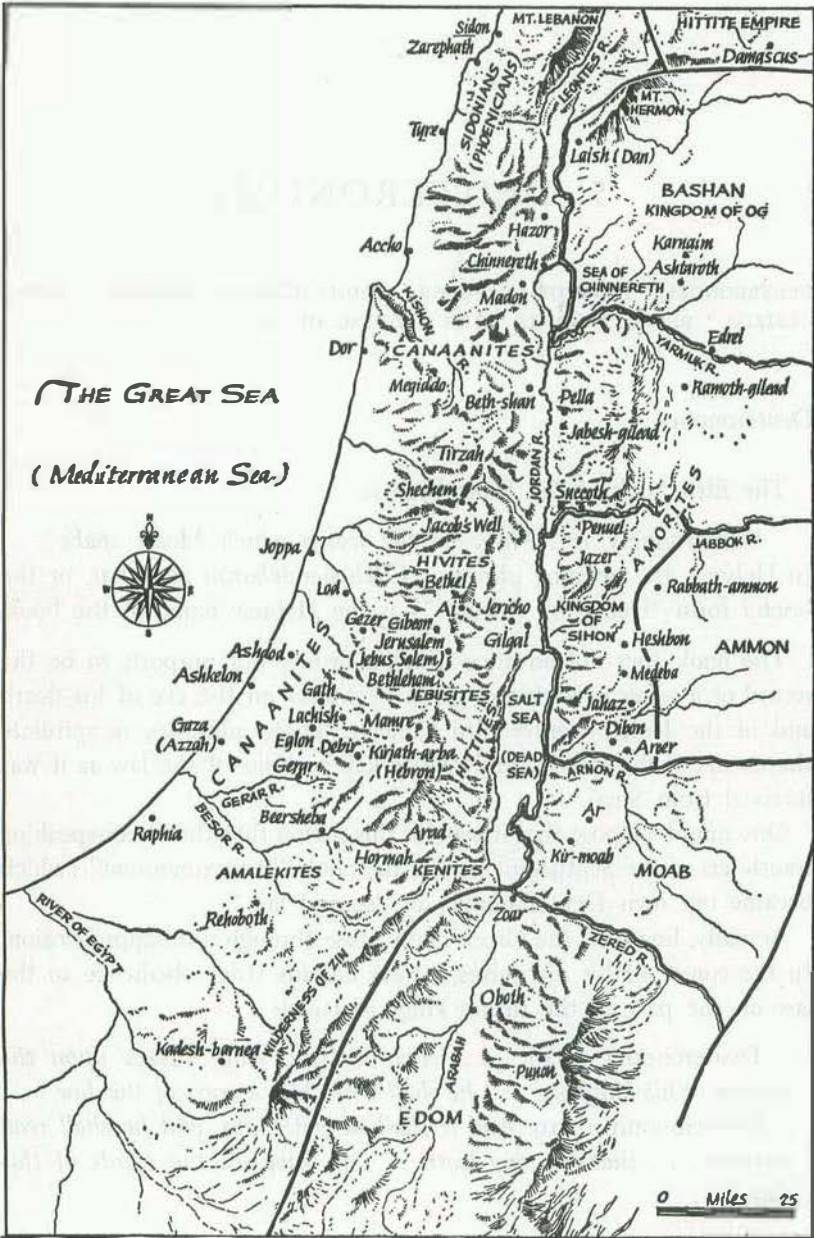 MT. LEBANON
HITTITE EMPIRE
Sidon
Zarephath
Damascus
LEONTES R.
SIDONIANS
(PHOENICIANS)
MT.
HERMON
Tyre
Laish (Dan)
BASHAN
KINGDOM OF OG
Hazor
Karnaim
Ashtaroth
Accho
Chinnereth
SEA OF
CHINNERETH
Madon
KISHON R.
Edrei
YARMUK R.
Dor
CANAANITES
Megiddo
Ramoth-gilead
THE GREAT SEA
(Mediterranean Sea.)
Beth-shan
Pella
Jabesh-gilead
JORDAN R.
Tirzah
Shechem
Succoth
AMORITES
Jacob's Well
Penuel
JABBOK R.
N
Joppa
HIVITES
Jazer
Bethel
Lod
Ai
Jericho
Rabbath-ammon
KINGDOM
OF
SIHON
Gezer
Gibeon
Gilgal
Heshbon
AMMON
Jerusalem
(Jebus, Salem)
Ashdod
Bethlehem
Medeba
Ashkelon
JEBUSITES
CANAANITES
Gath
SALT
SEA
(DEAD
SEA)
Jahaz
Lachish
Mamre
Gaza
(Azzah)
Eglon
Debir
Kirjath-arba
(Hebron)
HITTITES
Dibon
Aroer
Gerar
ARNON R.
GERAR R.
Beersheba
Ar
BESOR R.
Raphia
Arad
Hormah
KENITES
Kir-moab
MOAB
AMALEKITES
Zoar
Rehoboth
RIVER OF EGYPT
ZERED R.
WILDERNESS OF ZIN
Oboth
Kadesh-barnea
ARABAH
Punon
EDOM
0 Miles 25